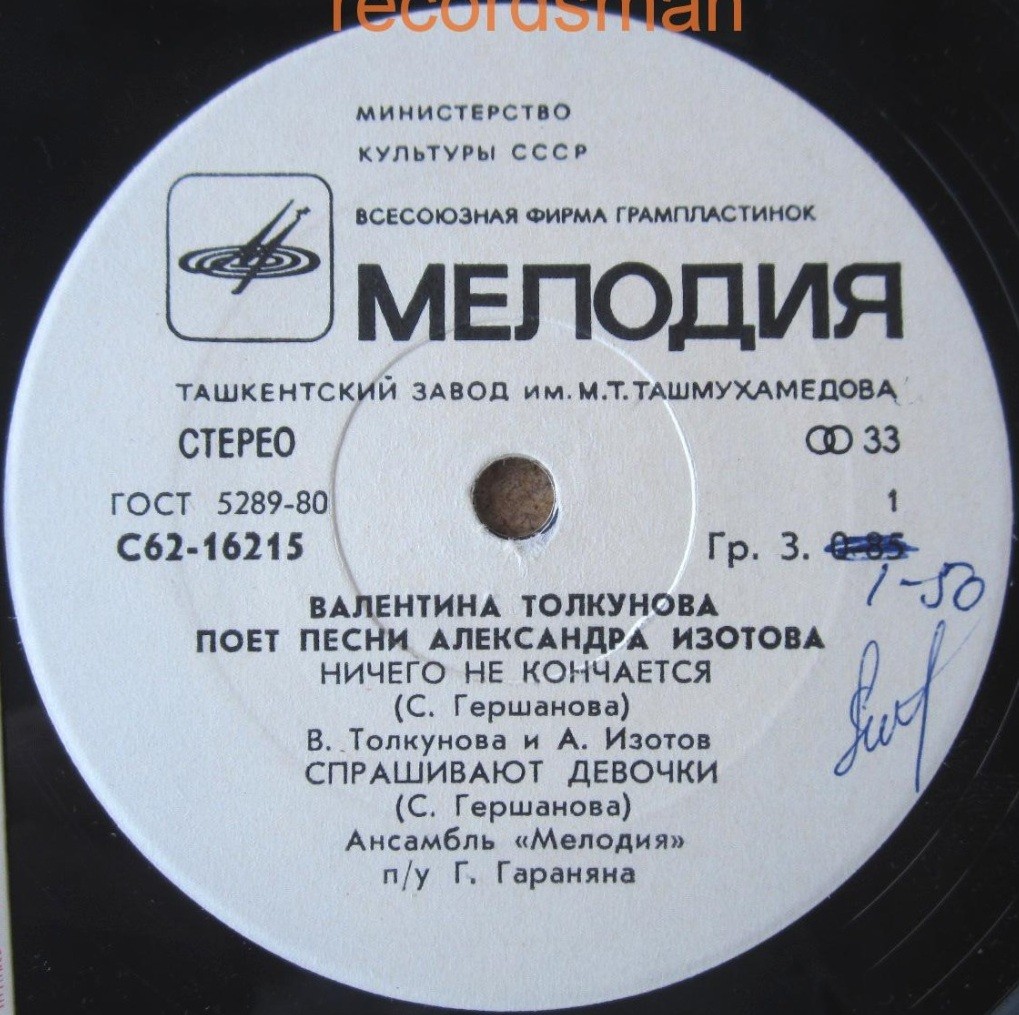 recordsman
МИНИСТЕРСТВО
КУЛЬТУРЫ СССР
ВСЕСОЮЗНАЯ ФИРМА ГРАМПЛАСТИНОК
МЕЛОДИЯ
ТАШКЕНТСКИЙ ЗАВОД им. М.Т. ТАШМУХАМЕДОВА
СТЕРЕО 33
ГОСТ 5289-80 1
С62-16215 Гр. 3. 0-85
1-50
ВАЛЕНТИНА ТОЛКУНОВА
ПОЕТ ПЕСНИ АЛЕКСАНДРА ИЗОТОВА
НИЧЕГО НЕ КОНЧАЕТСЯ
(С. Гершанова)
В. Толкунова и А. Изотов
СПРАШИВАЮТ ДЕВОЧКИ
(С. Гершанова)
Ансамбль «Мелодия»
п/у Г. Гараняна